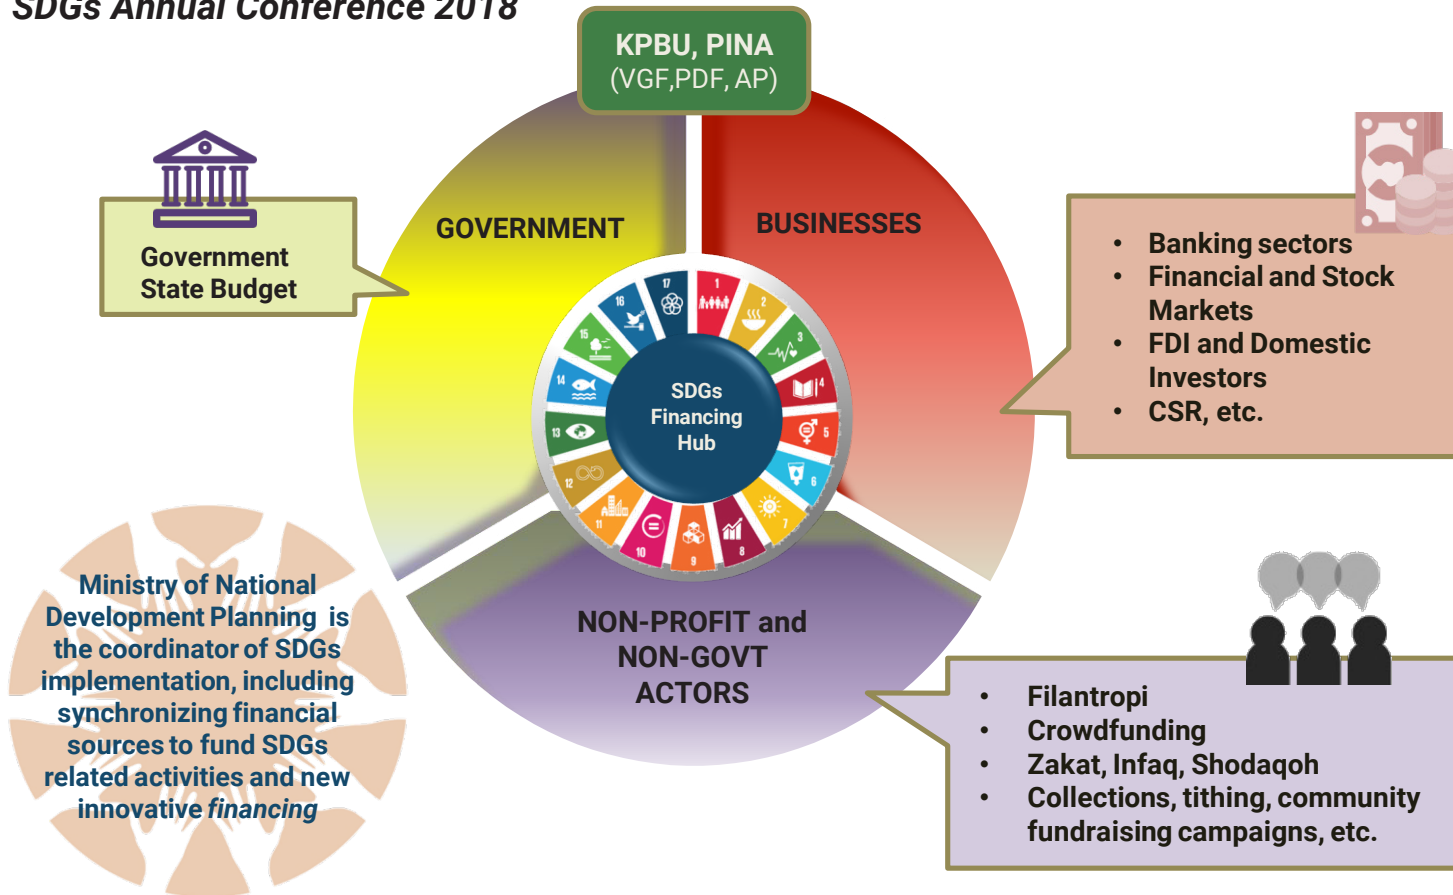 SDGs Annual Conference 2018
KPBU, PINA
(VGF,PDF, AP)
GOVERNMENT
BUSINESSES
Government
State Budget
• Banking sectors
• Financial and Stock
Markets
• FDI and Domestic
Investors
• CSR, etc.
17
1
2
3
4
5
6
7
8
9
10
11
12
13
14
15
16
SDGs
Financing
Hub
NON-PROFIT and
NON-GOVT
ACTORS
Ministry of National
Development Planning is
the coordinator of SDGs
implementation, including
synchronizing financial
sources to fund SDGs
related activities and new
innovative financing
• Filantropi
• Crowdfunding
• Zakat, Infaq, Shodaqoh
• Collections, tithing, community
fundraising campaigns, etc.